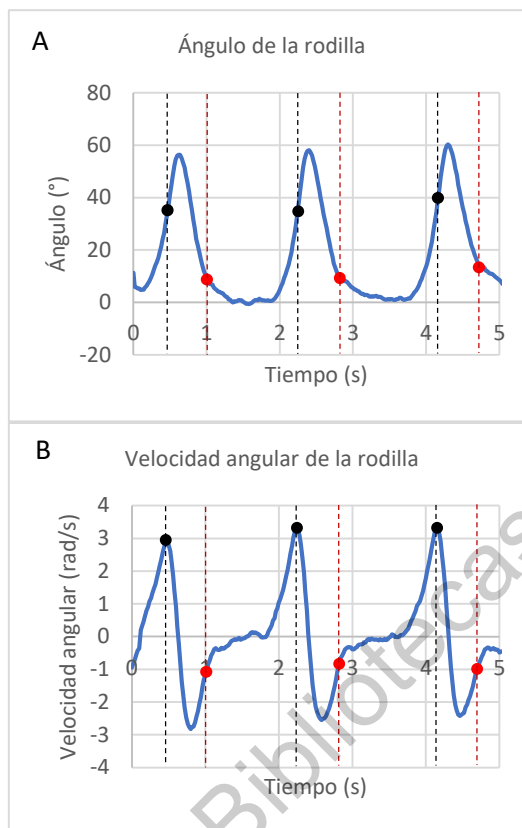 A
Ángulo de la rodilla
80
60
40
20
0
-20
0 1 2 3 4 5
Ángulo (°)
Tiempo (s)
B
Velocidad angular de la rodilla
4
3
2
1
0
-1
-2
-3
-4
0 1 2 3 4 5
Velocidad angular (rad/s)
Tiempo (s)
Bibliotecas